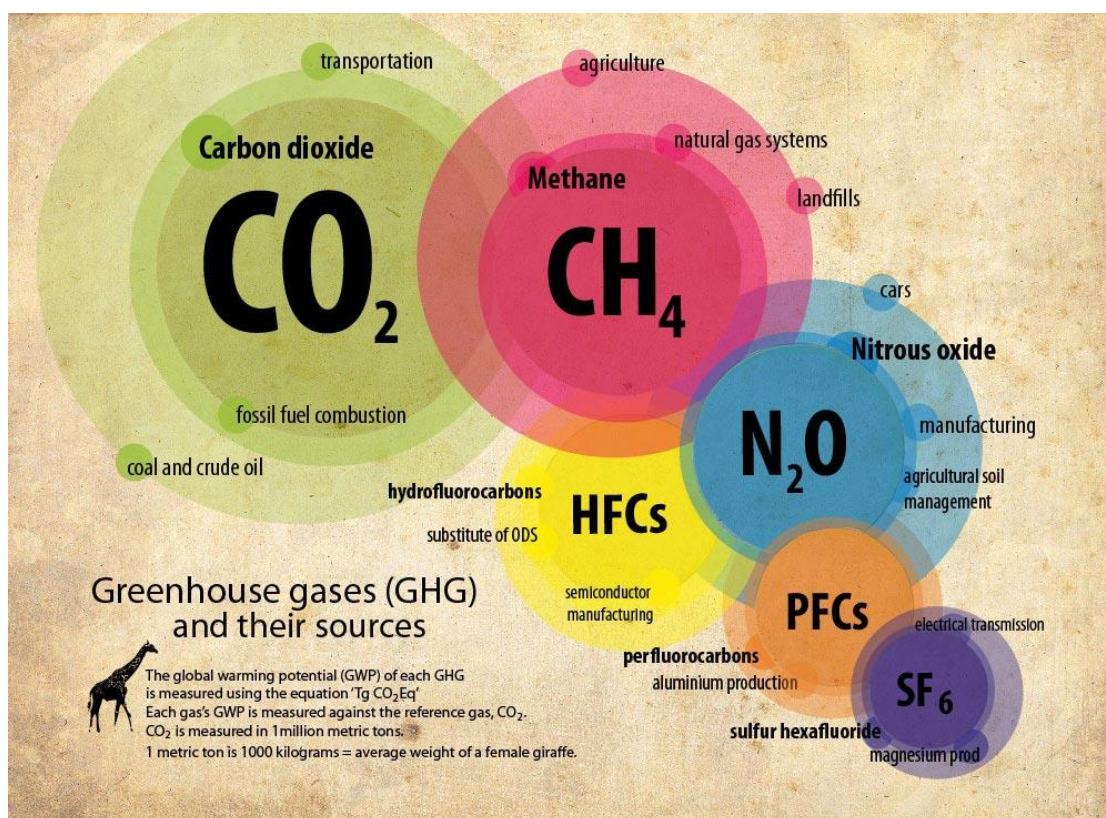 transportation
Carbon dioxide
CO₂
fossil fuel combustion
coal and crude oil
agriculture
natural gas systems
Methane
landfills
CH₄
cars
Nitrous oxide
N₂O
manufacturing
agricultural soil
management
hydrofluorocarbons
HFCs
substitute of ODS
semiconductor
manufacturing
PFCs
perfluorocarbons
aluminium production
electrical transmission
SF₆
sulfur hexafluoride
magnesium prod
Greenhouse gases (GHG)
and their sources
The global warming potential (GWP) of each GHG
is measured using the equation ‘Tg CO₂Eq’
Each gas's GWP is measured against the reference gas, CO₂.
CO₂ is measured in 1million metric tons.
1 metric ton is 1000 kilograms = average weight of a female giraffe.